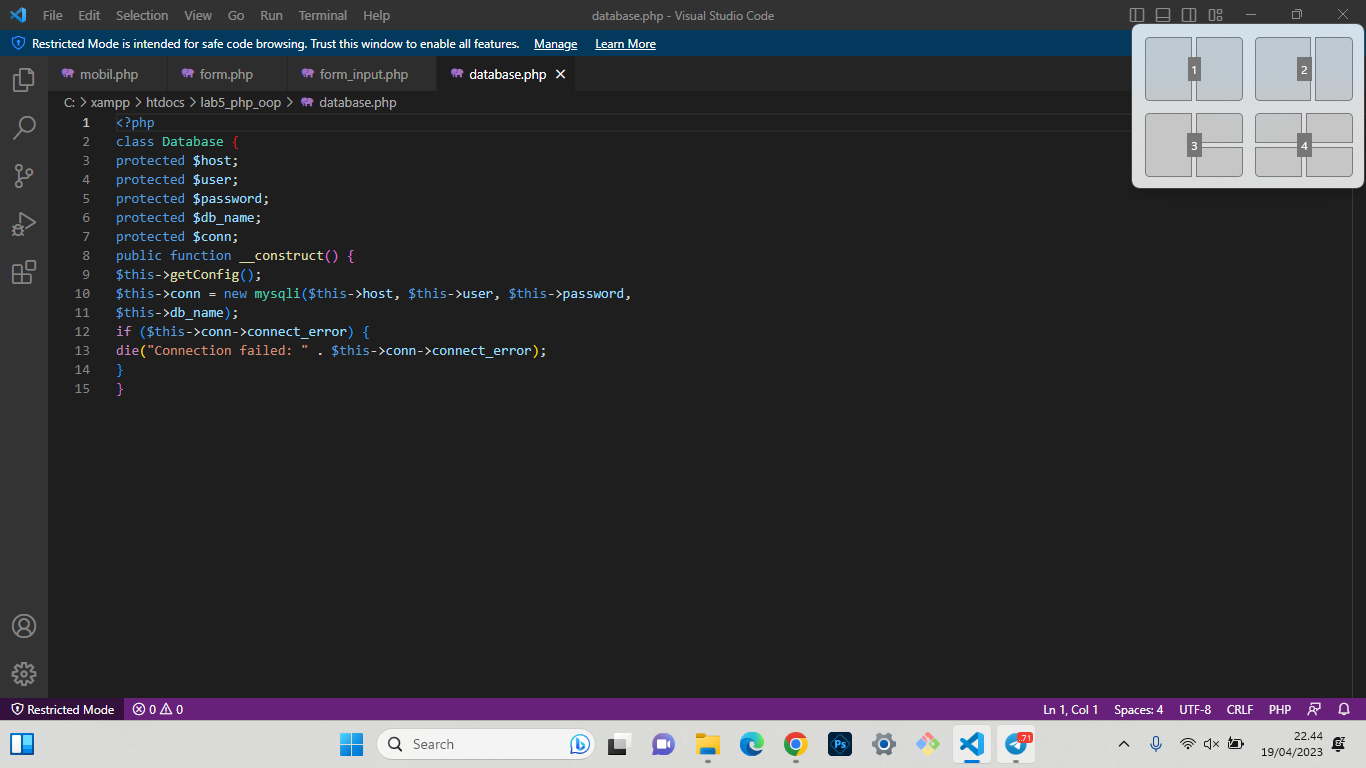 File Edit Selection View Go Run Terminal Help database.php - Visual Studio Code
Restricted Mode is intended for safe code browsing. Trust this window to enable all features. Manage Learn More
mobil.php form.php form_input.php database.php
C: > xampp > htdocs > lab5_php_oop > database.php
1 <?php
2 class Database {
3 protected $host;
4 protected $user;
5 protected $password;
6 protected $db_name;
7 protected $conn;
8 public function __construct() {
9 $this->getConfig();
10 $this->conn = new mysqli($this->host, $this->user, $this->password,
11 $this->db_name);
12 if ($this->conn->connect_error) {
13 die("Connection failed: " . $this->conn->connect_error);
14 }
15 }
1 2
3 4
Restricted Mode 0 0 Ln 1, Col 1 Spaces: 4 UTF-8 CRLF PHP
Search Ps 71 22.44
19/04/2023